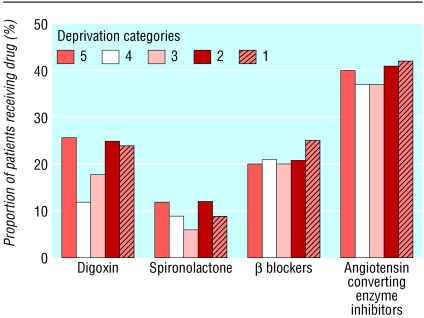 Proportion of patients receiving drug (%)
50
40
30
20
10
0
Deprivation categories
5 4 3 2 1
Digoxin Spironolactone β blockers Angiotensin
converting
enzyme
inhibitors